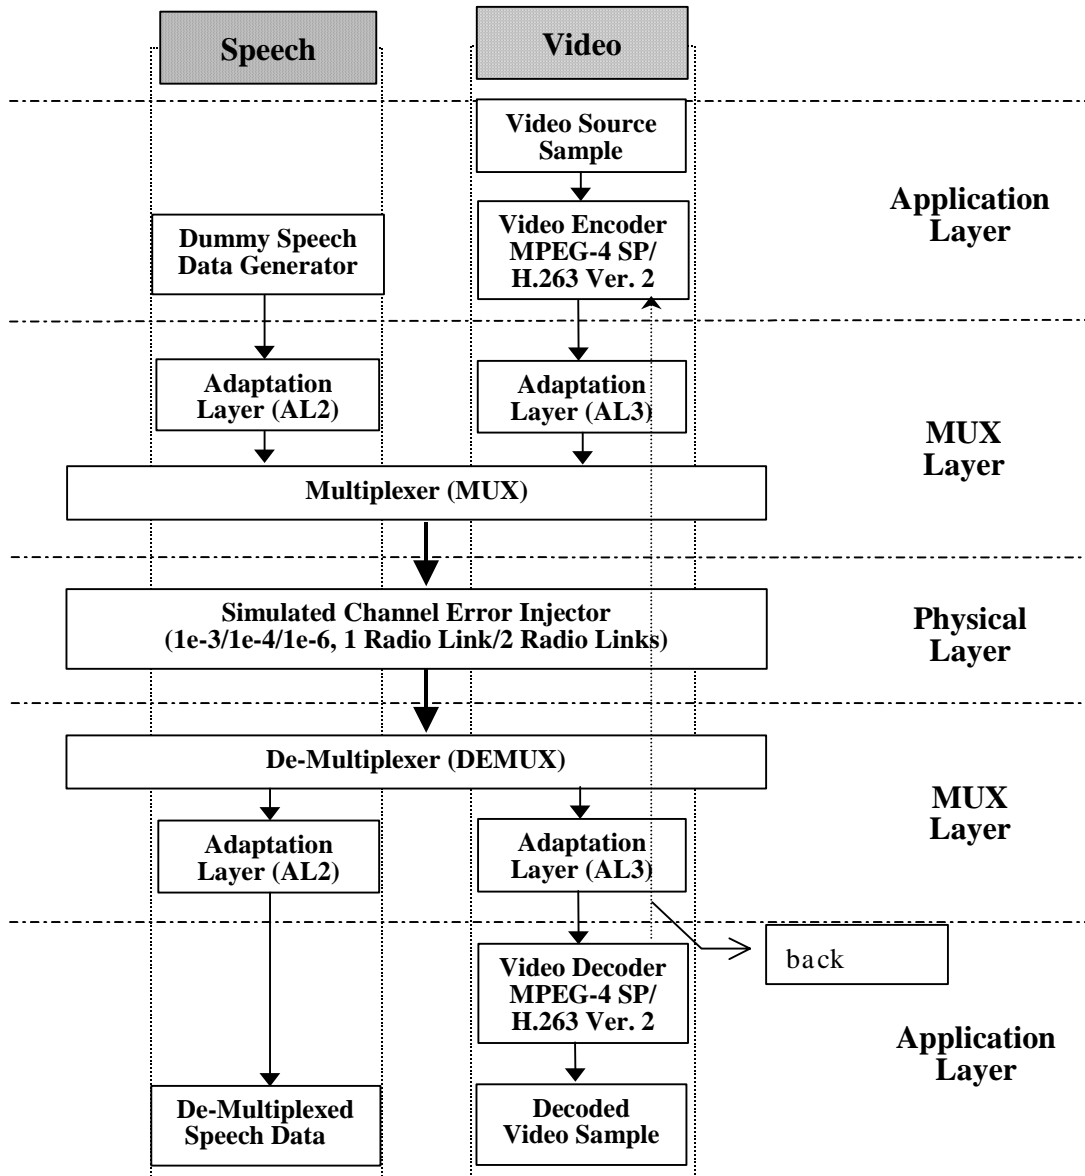 Speech
Video
Video Source
Sample
Application
Layer
Dummy Speech
Data Generator
Video Encoder
MPEG-4 SP/
H.263 Ver. 2
Adaptation
Layer (AL2)
Adaptation
Layer (AL3)
MUX
Layer
Multiplexer (MUX)
Simulated Channel Error Injector
(1e-3/1e-4/1e-6, 1 Radio Link/2 Radio Links)
Physical
Layer
De-Multiplexer (DEMUX)
MUX
Layer
Adaptation
Layer (AL2)
Adaptation
Layer (AL3)
back
Video Decoder
MPEG-4 SP/
H.263 Ver. 2
Application
Layer
De-Multiplexed
Speech Data
Decoded
Video Sample